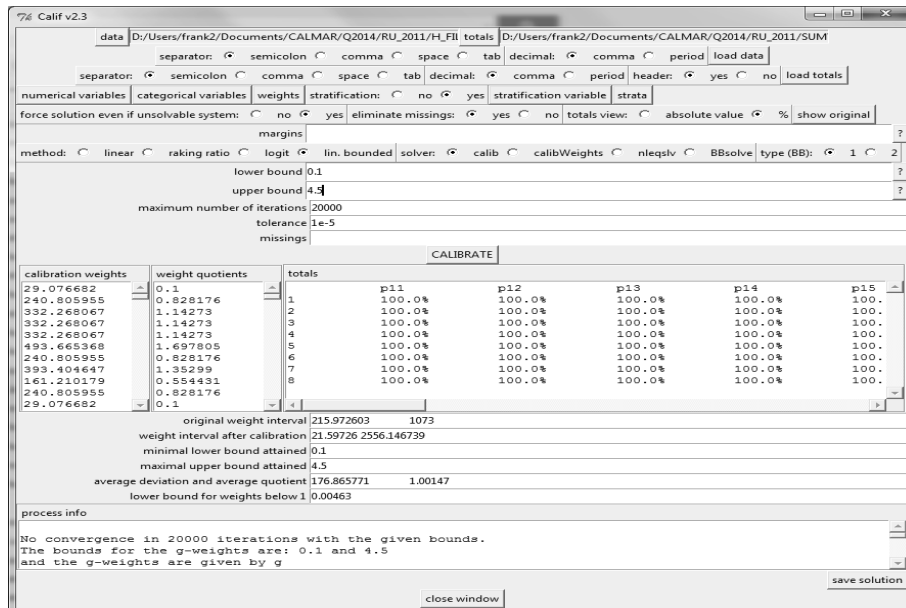 Calif v2.3
data D:/Users/frank2/Documents/CALMAR/Q2014/RU_2011/H_FIL totals D:/Users/frank2/Documents/CALMAR/Q2014/RU_2011/SUM
separator: semicolon comma space tab decimal: comma period load data
separator: semicolon comma space tab decimal: comma period header: yes no load totals
numerical variables categorical variables weights stratification: no yes stratification variable strata
force solution even if unsolvable system: no yes eliminate missings: yes no totals view: absolute value % show original
margins ?
method: linear raking ratio logit lin. bounded solver: calib calibWeights nleqslv BBsolve type (BB): 1 2
lower bound 0.1 ?
upper bound 4.5 ?
maximum number of iterations 20000
tolerance 1e-5
missings
CALIBRATE
calibration weights weight quotients totals
29.076682 0.1 p11 p12 p13 p14 p15
240.805955 0.828176 1 100.0% 100.0% 100.0% 100.0% 100.
332.268067 1.14273 2 100.0% 100.0% 100.0% 100.0% 100.
332.268067 1.14273 3 100.0% 100.0% 100.0% 100.0% 100.
332.268067 1.14273 4 100.0% 100.0% 100.0% 100.0% 100.
493.665368 1.697805 5 100.0% 100.0% 100.0% 100.0% 100.
240.805955 0.828176 6 100.0% 100.0% 100.0% 100.0% 100.
393.404647 1.35299 7 100.0% 100.0% 100.0% 100.0% 100.
161.210179 0.554431 8 100.0% 100.0% 100.0% 100.0% 100.
240.805955 0.828176
29.076682 0.1
original weight interval 215.972603 1073
weight interval after calibration 21.59726 2556.146739
minimal lower bound attained 0.1
maximal upper bound attained 4.5
average deviation and average quotient 176.865771 1.00147
lower bound for weights below 1 0.00463
process info
No convergence in 20000 iterations with the given bounds.
The bounds for the g-weights are: 0.1 and 4.5
and the g-weights are given by g
save solution
close window